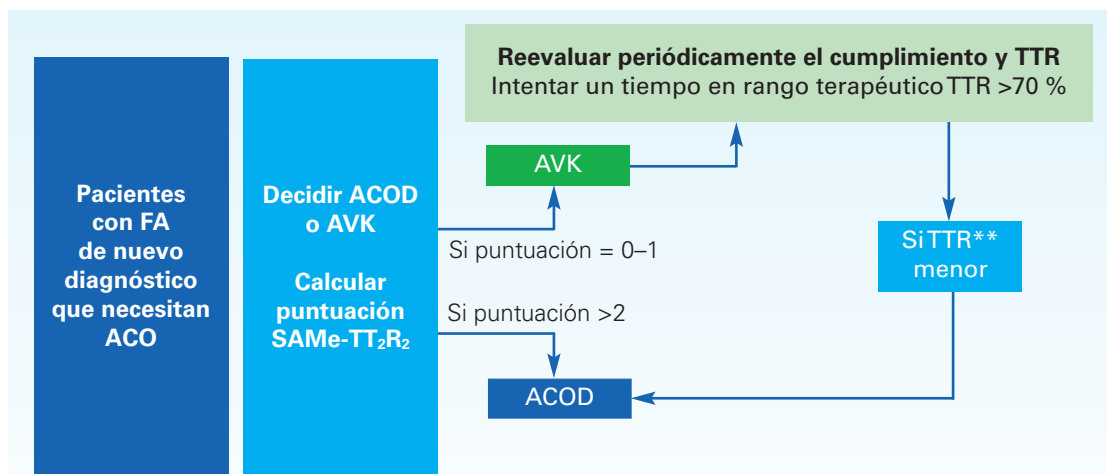 Pacientes
con FA
de nuevo
diagnóstico
que necesitan
ACO
Decidir ACOD
o AVK
Calcular
puntuación
SAMe-TT₂R₂
Reevaluar periódicamente el cumplimiento y TTR
Intentar un tiempo en rango terapéutico TTR >70 %
AVK
Si puntuación = 0–1
Si puntuación >2
ACOD
Si TTR**
menor